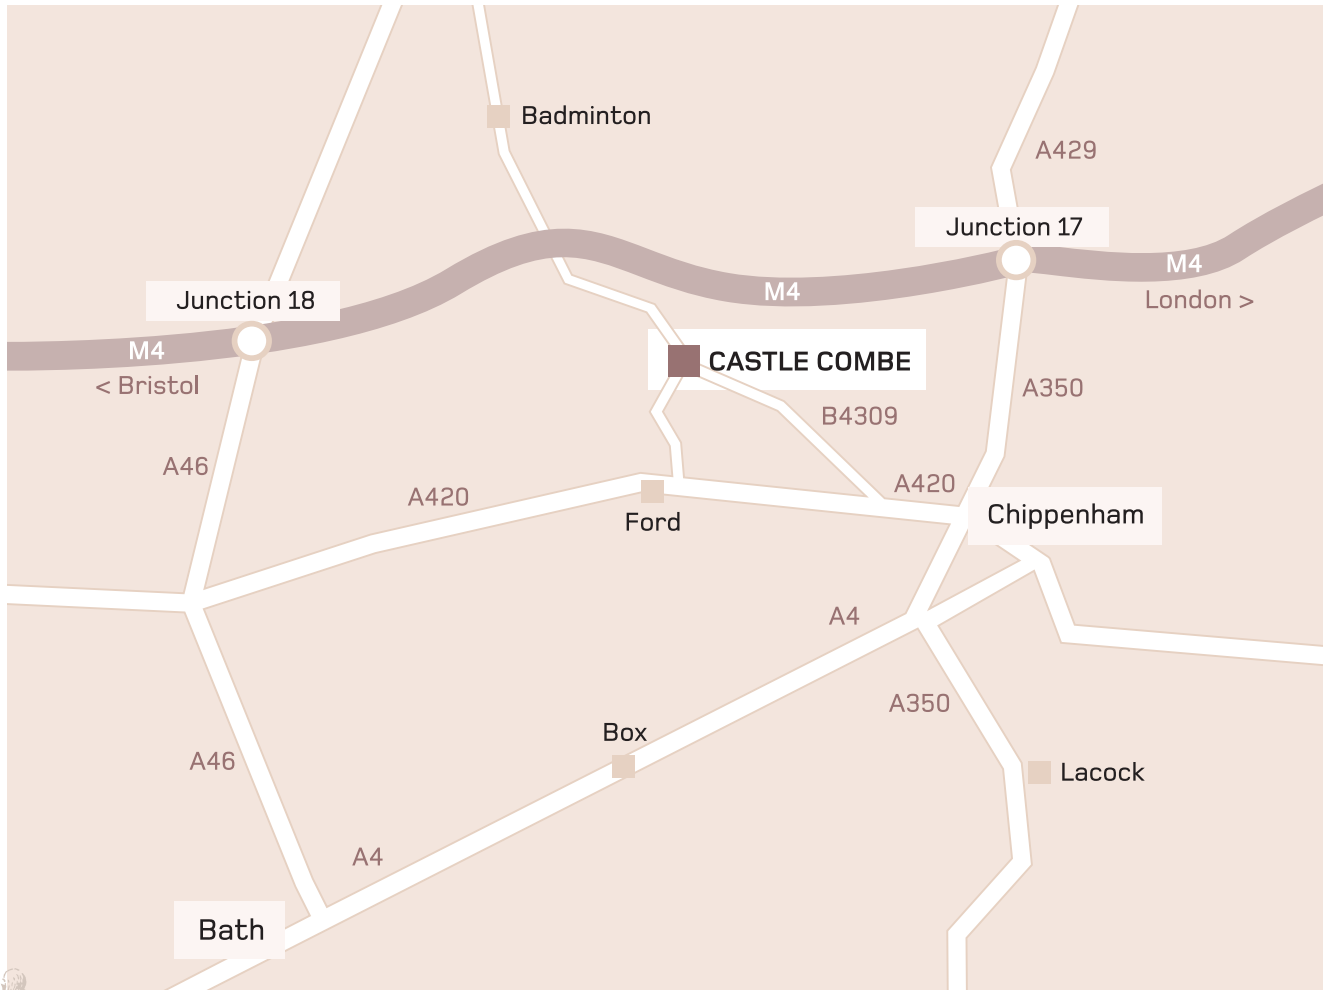 Badminton
A429
Junction 17
M4
London >
M4
Junction 18
M4
< Bristol
CASTLE COMBE
A350
B4309
A46
A420
A420
Ford
Chippenham
A4
A350
Box
A46
Lacock
A4
Bath